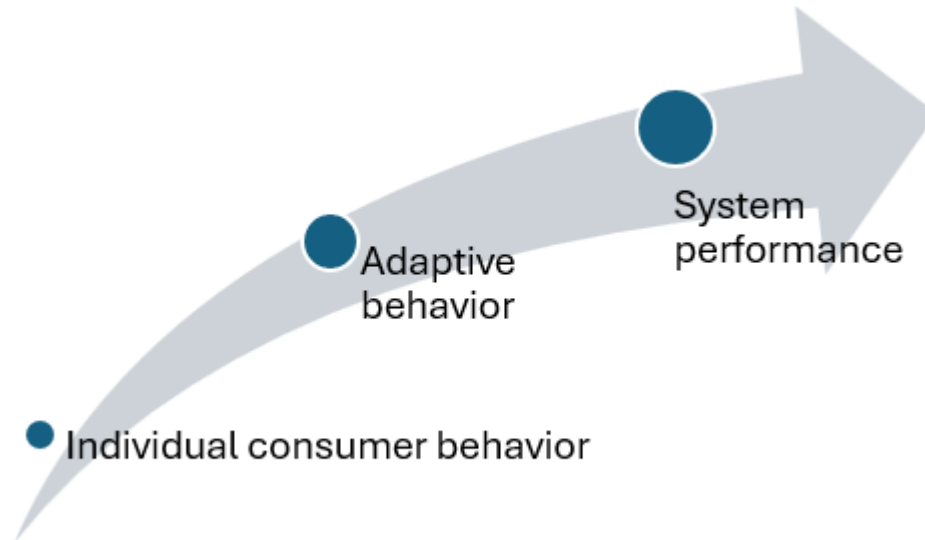 System
performance
Adaptive
behavior
Individual consumer behavior